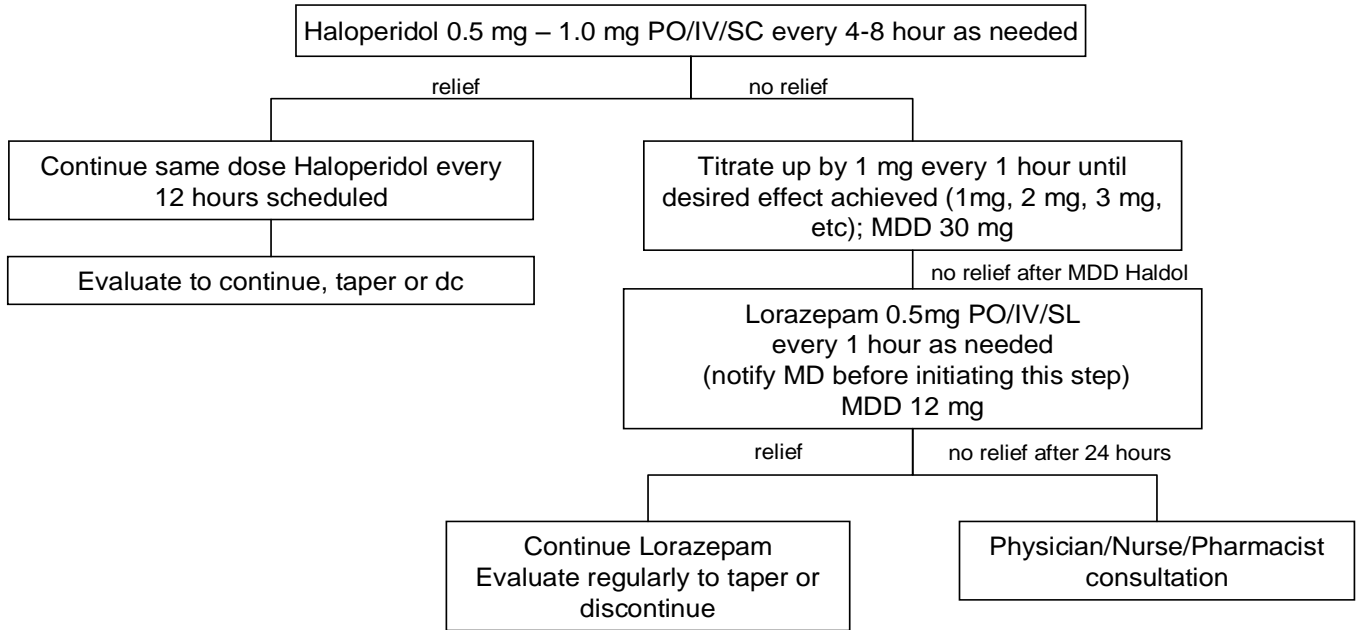 Haloperidol 0.5 mg – 1.0 mg PO/IV/SC every 4-8 hour as needed
relief
no relief
Continue same dose Haloperidol every
12 hours scheduled
Titrate up by 1 mg every 1 hour until
desired effect achieved (1mg, 2 mg, 3 mg,
etc); MDD 30 mg
Evaluate to continue, taper or dc
no relief after MDD Haldol
Lorazepam 0.5mg PO/IV/SL
every 1 hour as needed
(notify MD before initiating this step)
MDD 12 mg
relief
no relief after 24 hours
Continue Lorazepam
Evaluate regularly to taper or
discontinue
Physician/Nurse/Pharmacist
consultation